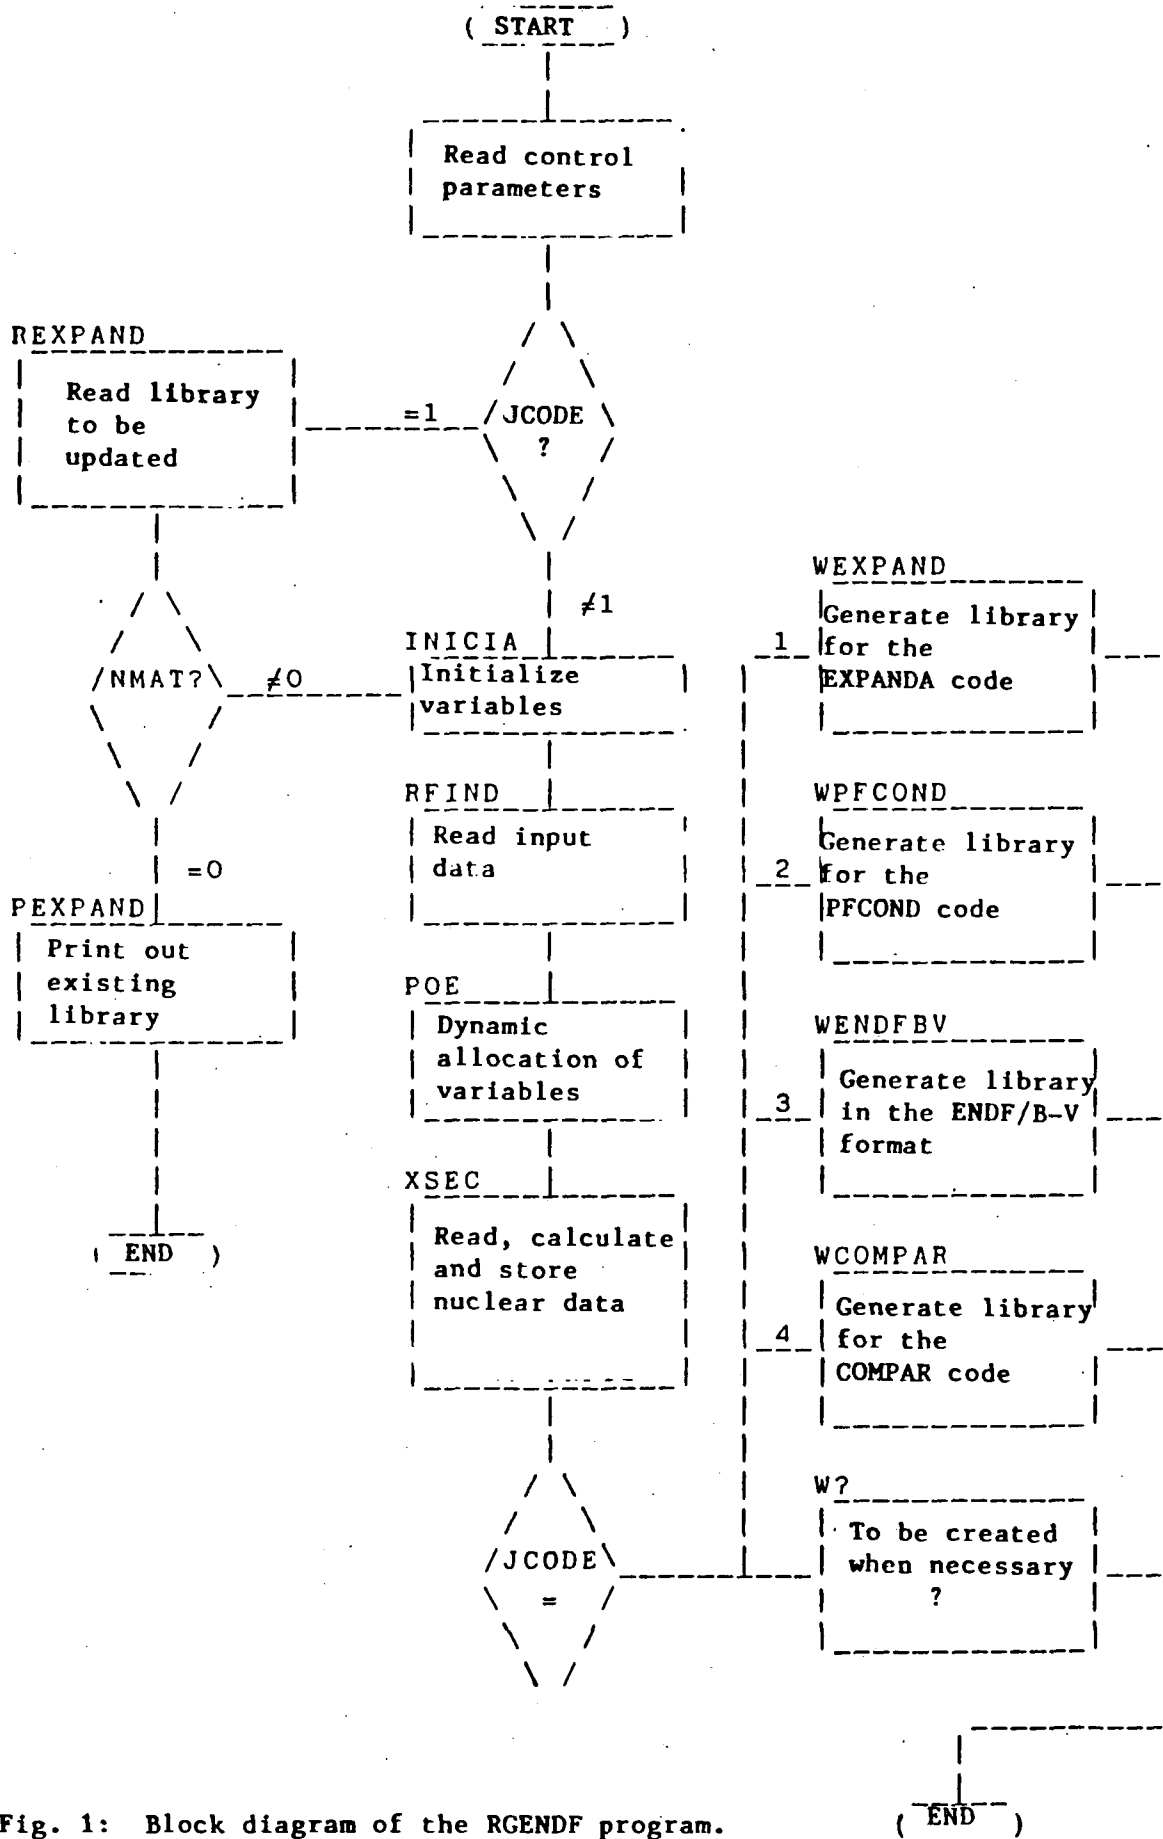 ( START )
Read control
parameters
REXPAND
Read library
to be
updated
=1
JCODE
?
≠1
NMAT?
≠0
=0
PEXPAND
Print out
existing
library
( END )
INICIA
Initialize
variables
RFIND
Read input
data
POE
Dynamic
allocation of
variables
XSEC
Read, calculate
and store
nuclear data
JCODE
=
WEXPAND
1
Generate library
for the
EXPANDA code
WPFCOND
2
Generate library
for the
PFCOND code
WENDFBV
3
Generate library
in the ENDF/B-V
format
WCOMPAR
4
Generate library
for the
COMPAR code
W?
To be created
when necessary
?
( END )
Fig. 1: Block diagram of the RGENDF program.